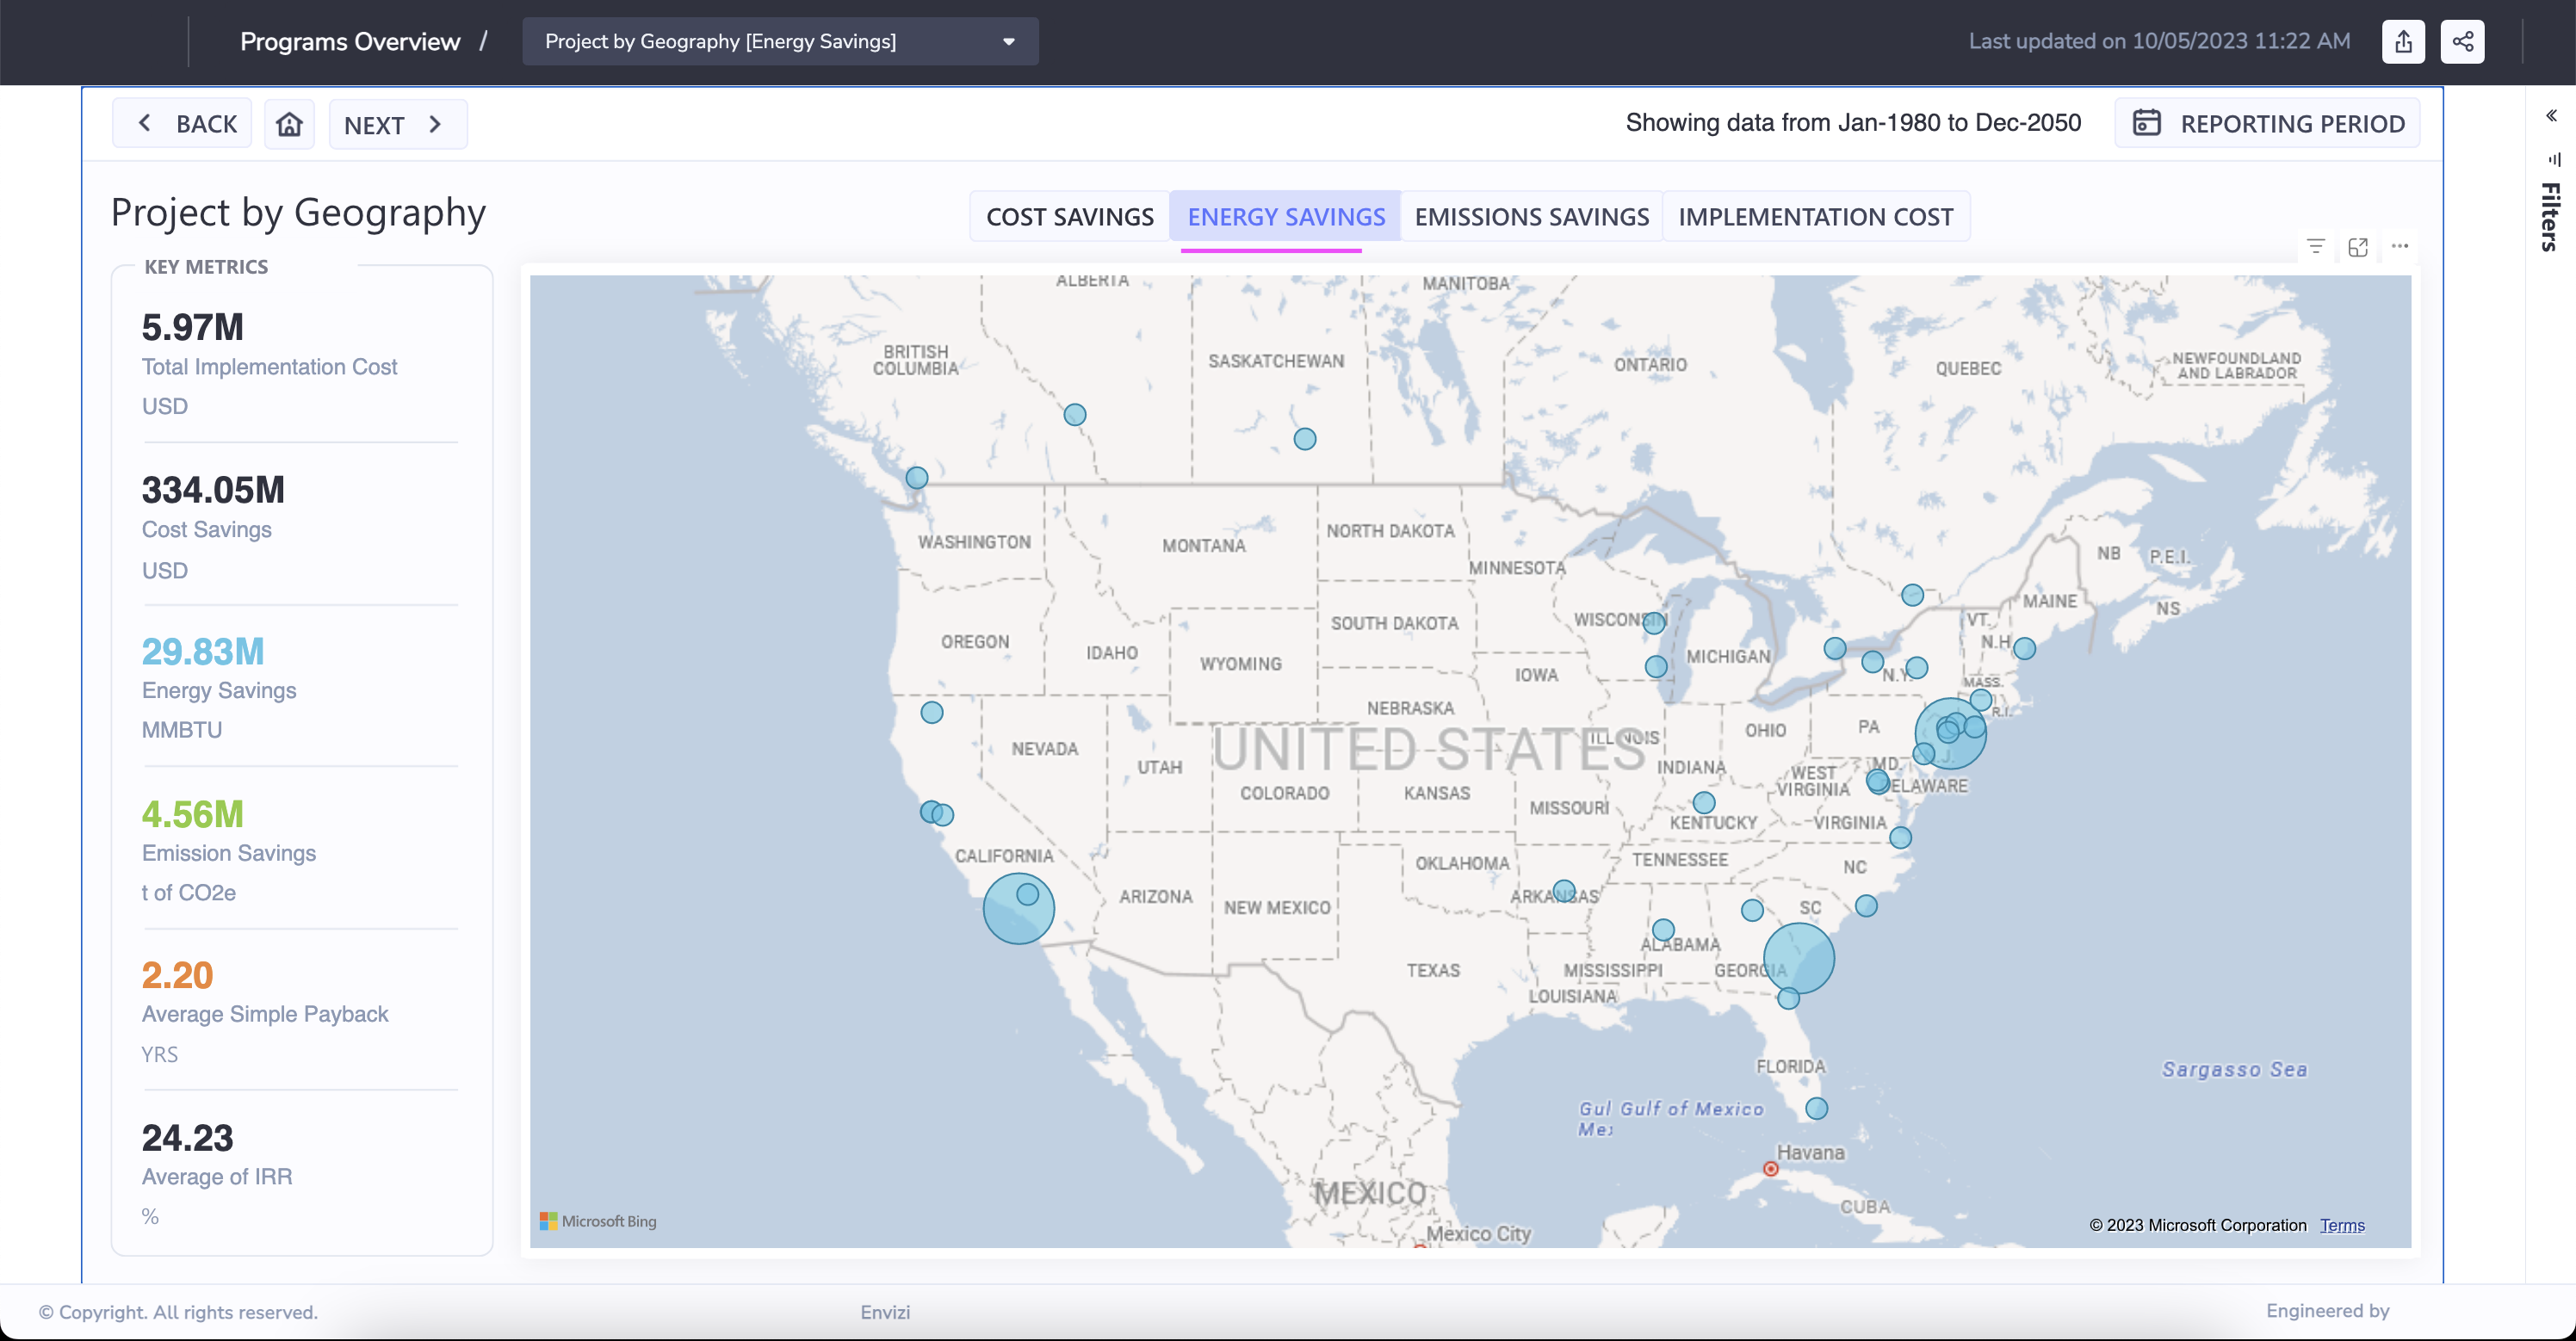 Programs Overview /
Project by Geography [Energy Savings]
Last updated on 10/05/2023 11:22 AM
BACK
NEXT
Showing data from Jan-1980 to Dec-2050
REPORTING PERIOD
Filters
Project by Geography
COST SAVINGS
ENERGY SAVINGS
EMISSIONS SAVINGS
IMPLEMENTATION COST
KEY METRICS
5.97M
Total Implementation Cost
USD
334.05M
Cost Savings
USD
29.83M
Energy Savings
MMBTU
4.56M
Emission Savings
t of CO2e
2.20
Average Simple Payback
YRS
24.23
Average of IRR
%
ALBERTA
MANITOBA
BRITISH
COLUMBIA
SASKATCHEWAN
ONTARIO
QUEBEC
NEWFOUNDLAND
AND LABRADOR
WASHINGTON
MONTANA
NORTH DAKOTA
MINNESOTA
NB
P.E.I.
NS
MAINE
VT.
N.H.
OREGON
IDAHO
WYOMING
SOUTH DAKOTA
WISCONSIN
MICHIGAN
N.Y.
MASS.
R.I.
IOWA
NEBRASKA
NEVADA
UTAH
UNITED STATES
ILLINOIS
INDIANA
OHIO
PA
MD.
DELAWARE
WEST
VIRGINIA
COLORADO
KANSAS
MISSOURI
KENTUCKY
VIRGINIA
CALIFORNIA
ARIZONA
NEW MEXICO
OKLAHOMA
ARKANSAS
TENNESSEE
NC
SC
ALABAMA
MISSISSIPPI
GEORGIA
TEXAS
LOUISIANA
FLORIDA
Gul Gulf of Mexico
Sargasso Sea
Havana
CUBA
MEXICO
Mexico City
Microsoft Bing
© 2023 Microsoft Corporation Terms
© Copyright. All rights reserved.
Envizi
Engineered by